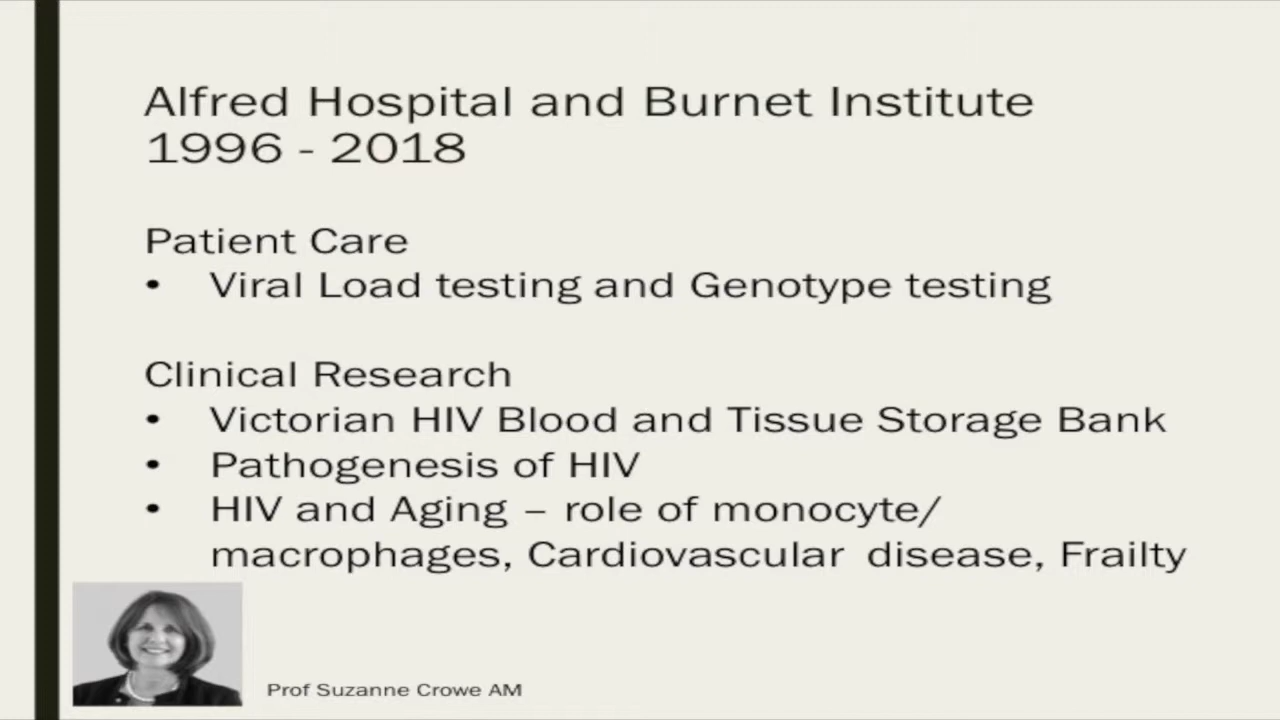 Alfred Hospital and Burnet Institute
1996 - 2018
Patient Care
• Viral Load testing and Genotype testing
Clinical Research
• Victorian HIV Blood and Tissue Storage Bank
• Pathogenesis of HIV
• HIV and Aging – role of monocyte/
macrophages, Cardiovascular disease, Frailty
Prof Suzanne Crowe AM